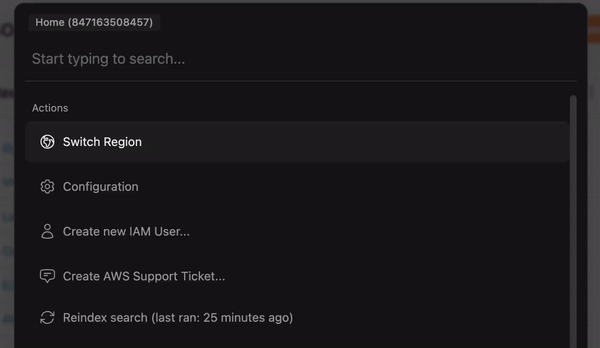 Home (847163508457)
Start typing to search...
Actions
Switch Region
Configuration
Create new IAM User...
Create AWS Support Ticket...
Reindex search (last ran: 25 minutes ago)